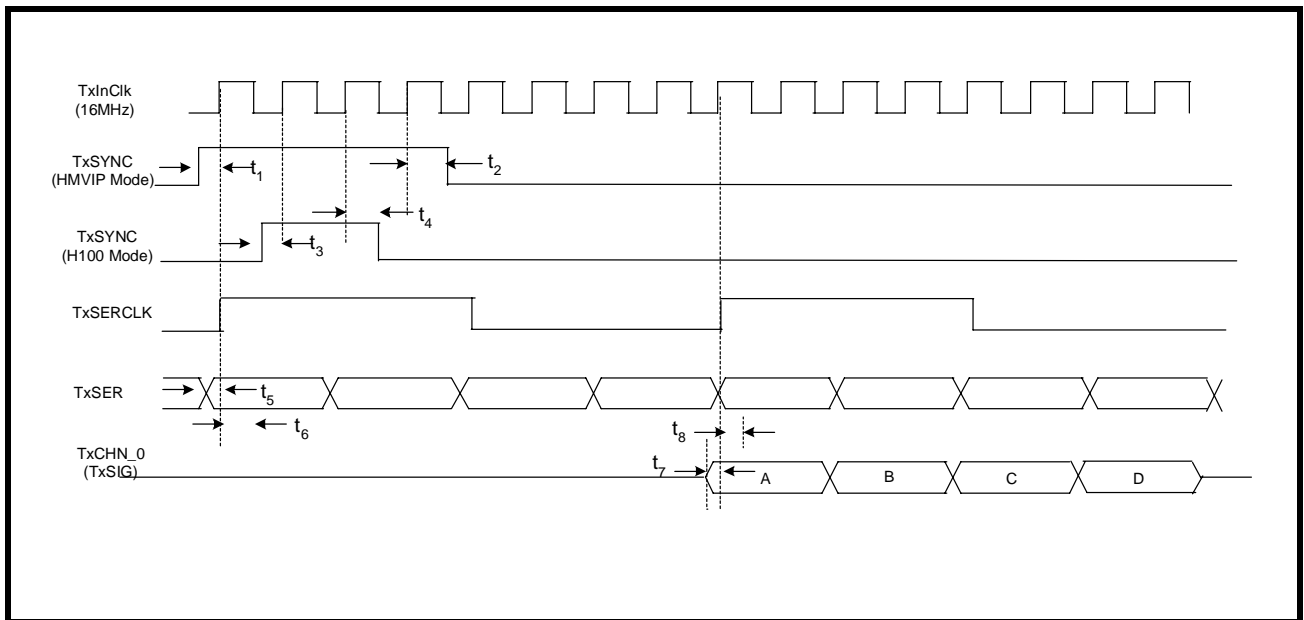 TxInClk
(16MHz)
TxSYNC
(HMVIP Mode)
t1
t2
TxSYNC
(H100 Mode)
t3
t4
TxSERCLK
TxSER
t5
t6
TxCHN_0
(TxSIG)
t7
t8
A
B
C
D